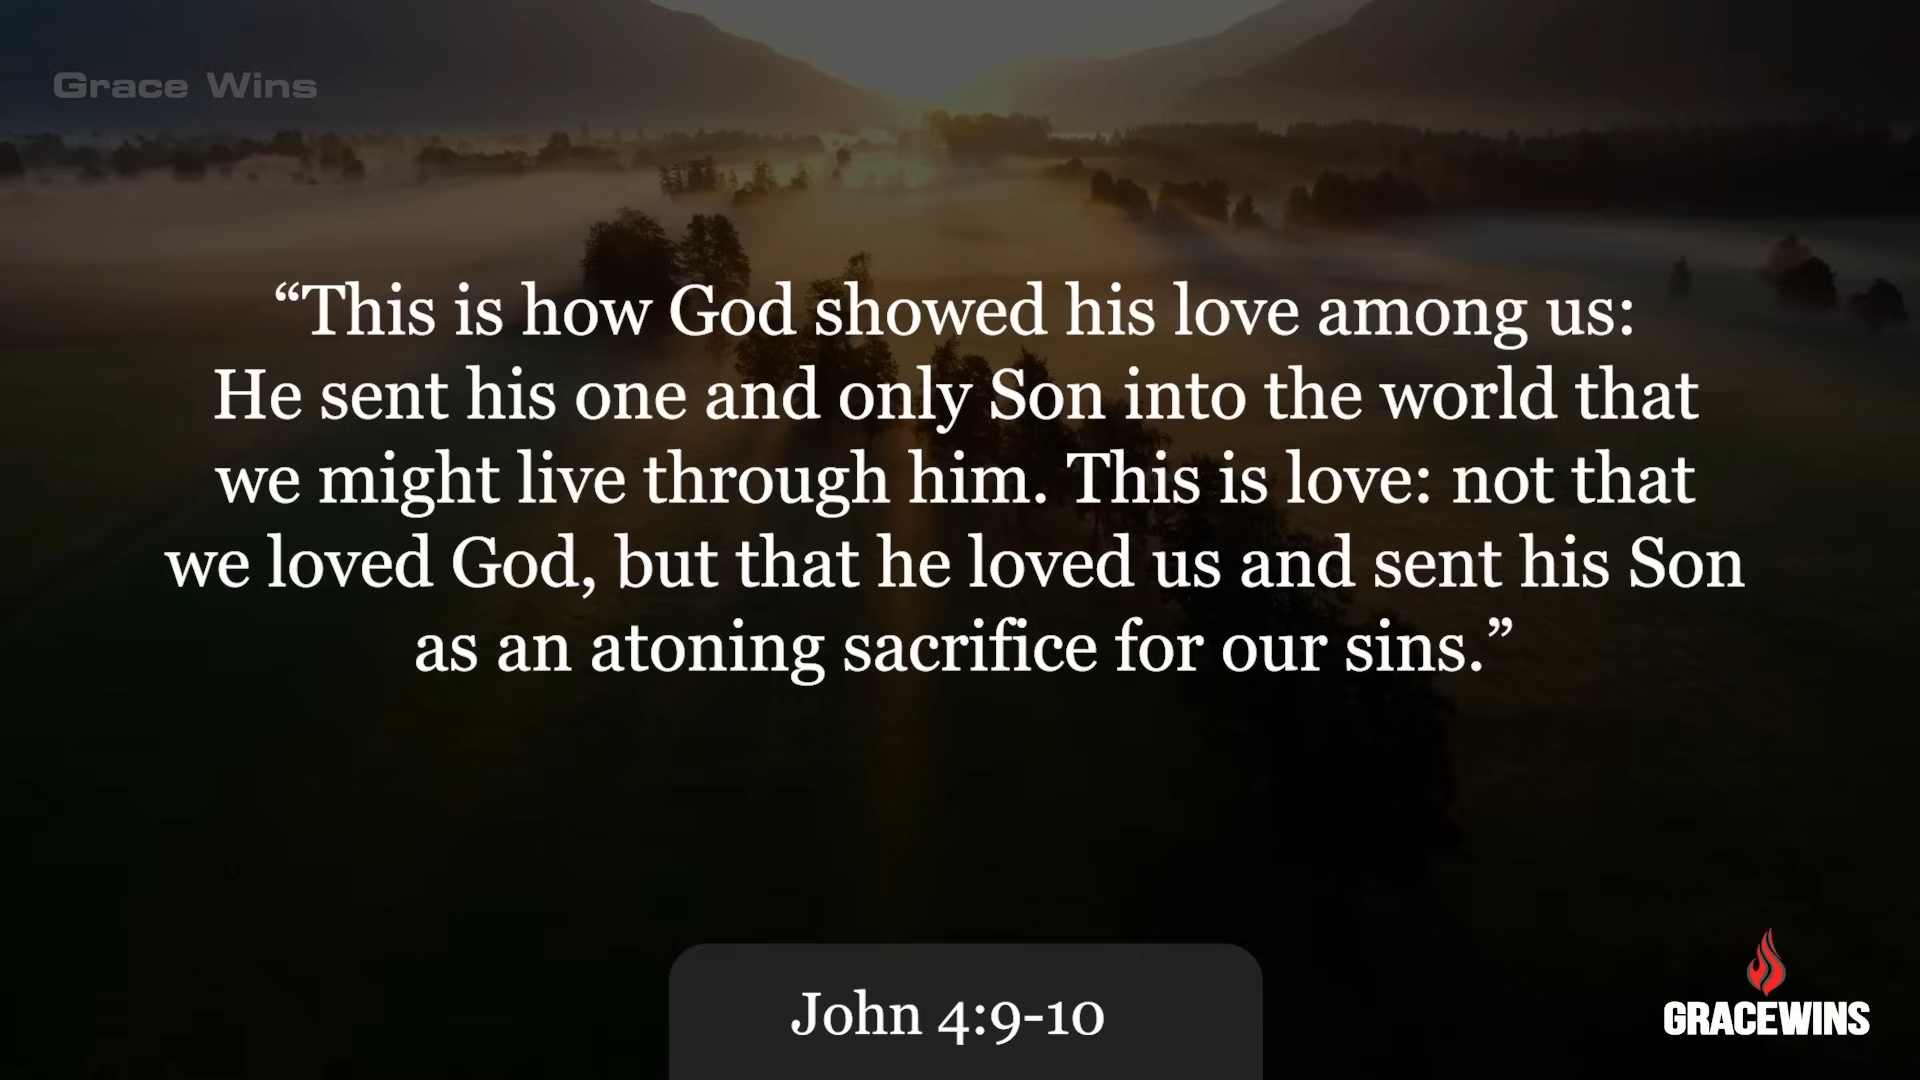 Grace Wins
“This is how God showed his love among us:
He sent his one and only Son into the world that
we might live through him. This is love: not that
we loved God, but that he loved us and sent his Son
as an atoning sacrifice for our sins.”
John 4:9-10
GRACEWINS